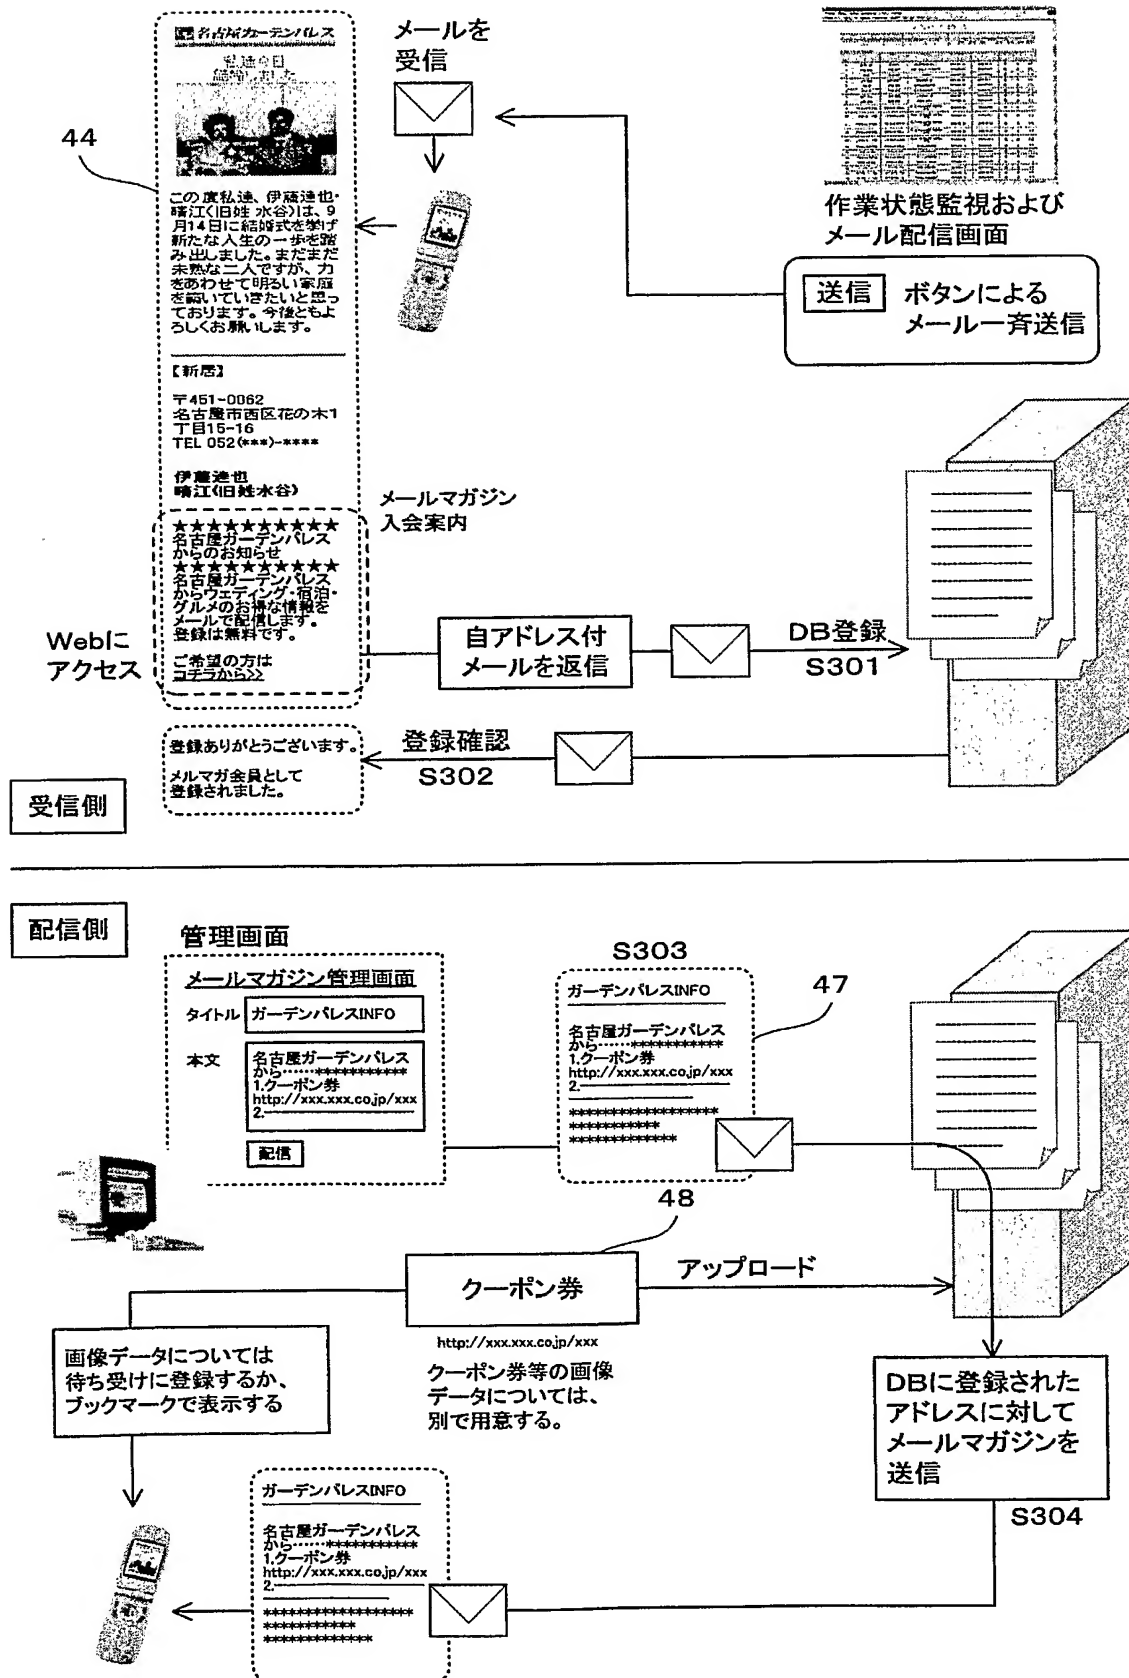 名古屋ガーデンパレス
私達今日
結婚しました
メールを
受信
44
この度私達、伊藤達也・
晴江(旧姓 水谷)は、9
月14日に結婚式を挙げ
新たな人生の一歩を踏
み出しました。まだまだ
未熟な二人ですが、力
をあわせて明るい家庭
を築いていきたいと思っ
ております。今後ともよ
ろしくお願いします。
作業状態監視および
メール配信画面
送信 ボタンによる
メール一斉送信
【新居】
〒451-0062
名古屋市西区花の木1
丁目15-16
TEL 052(***)-****
伊藤達也
晴江(旧姓水谷)
メールマガジン
入会案内
★★★★★★★★★★
名古屋ガーデンパレス
からのお知らせ
★★★★★★★★★★
名古屋ガーデンパレス
からウェディング・宿泊・
グルメのお得な情報を
メールで配信します。
登録は無料です。
ご希望の方は
コチラから>>
Webに
アクセス
自アドレス付
メールを返信
DB登録
S301
登録ありがとうございます。
メルマガ会員として
登録されました。
登録確認
S302
受信側
配信側
管理画面
メールマガジン管理画面
タイトル ガーデンパレスINFO
本文 名古屋ガーデンパレス
から……***********
1.クーポン券
http://xxx.xxx.co.jp/xxx
2.
配信
S303
47
ガーデンパレスINFO
名古屋ガーデンパレス
から……***********
1.クーポン券
http://xxx.xxx.co.jp/xxx
2.
******************
***********
*************
48
クーポン券
アップロード
http://xxx.xxx.co.jp/xxx
クーポン券等の画像
データについては、
別で用意する。
画像データについては
待ち受けに登録するか、
ブックマークで表示する
DBに登録された
アドレスに対して
メールマガジンを
送信
S304
ガーデンパレスINFO
名古屋ガーデンパレス
から……***********
1.クーポン券
http://xxx.xxx.co.jp/xxx
2.
******************
***********
*************